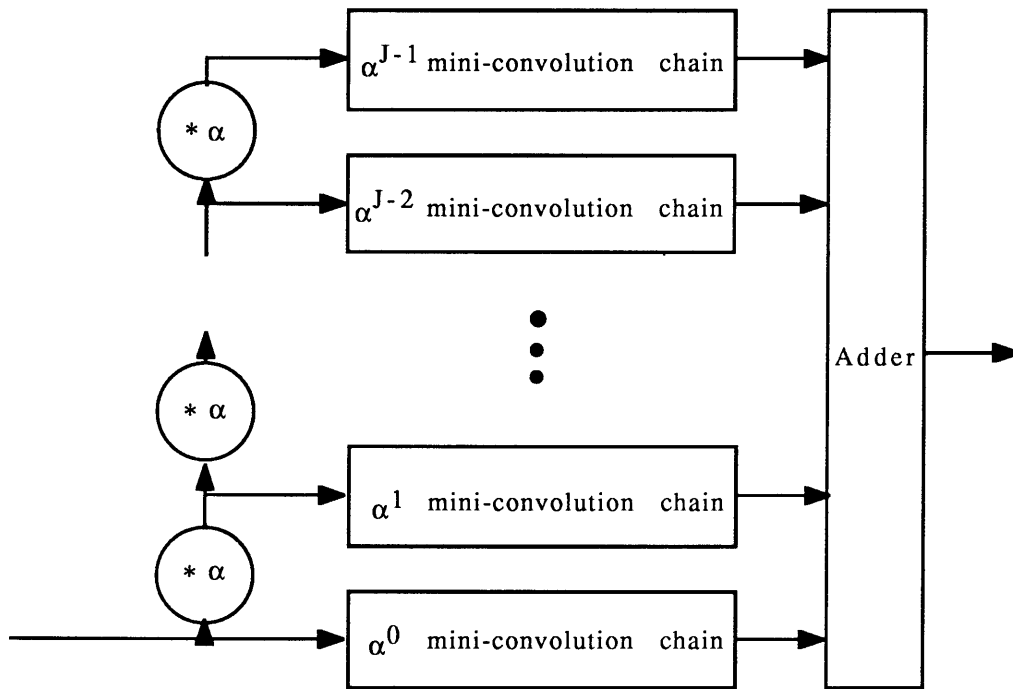 α^{J-1} mini-convolution chain
* α
α^{J-2} mini-convolution chain
Adder
* α
α^1 mini-convolution chain
* α
α^0 mini-convolution chain